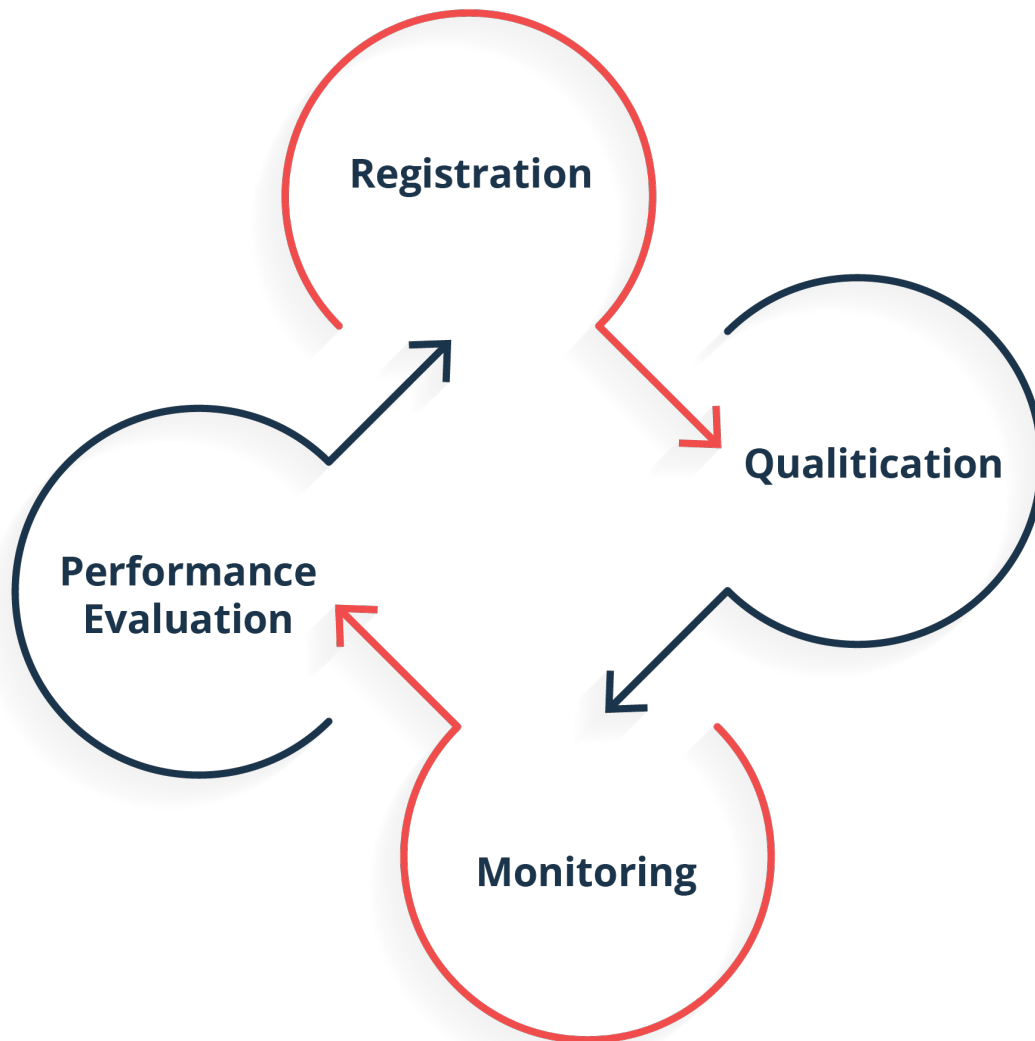 Registration
Qualitication
Performance
Evaluation
Monitoring